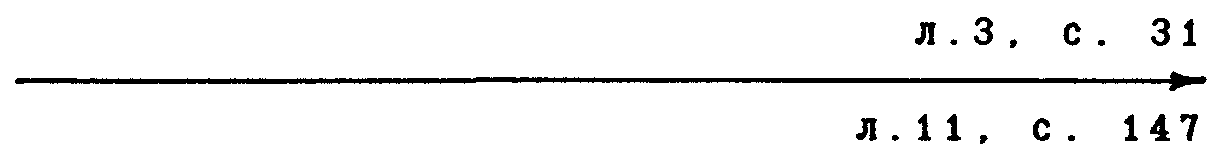 л.3, с. 31
л.11, с. 147